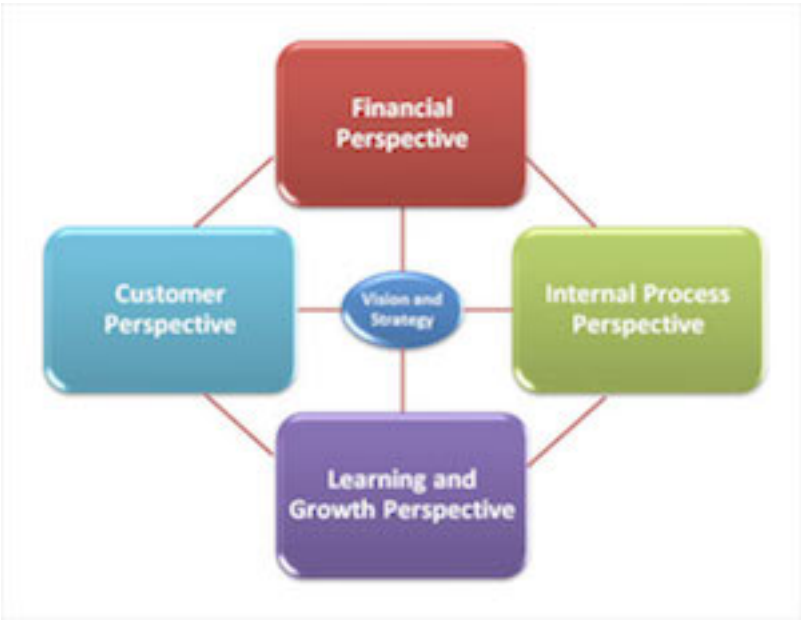 Financial
Perspective
Customer
Perspective
Vision and
Strategy
Internal Process
Perspective
Learning and
Growth Perspective